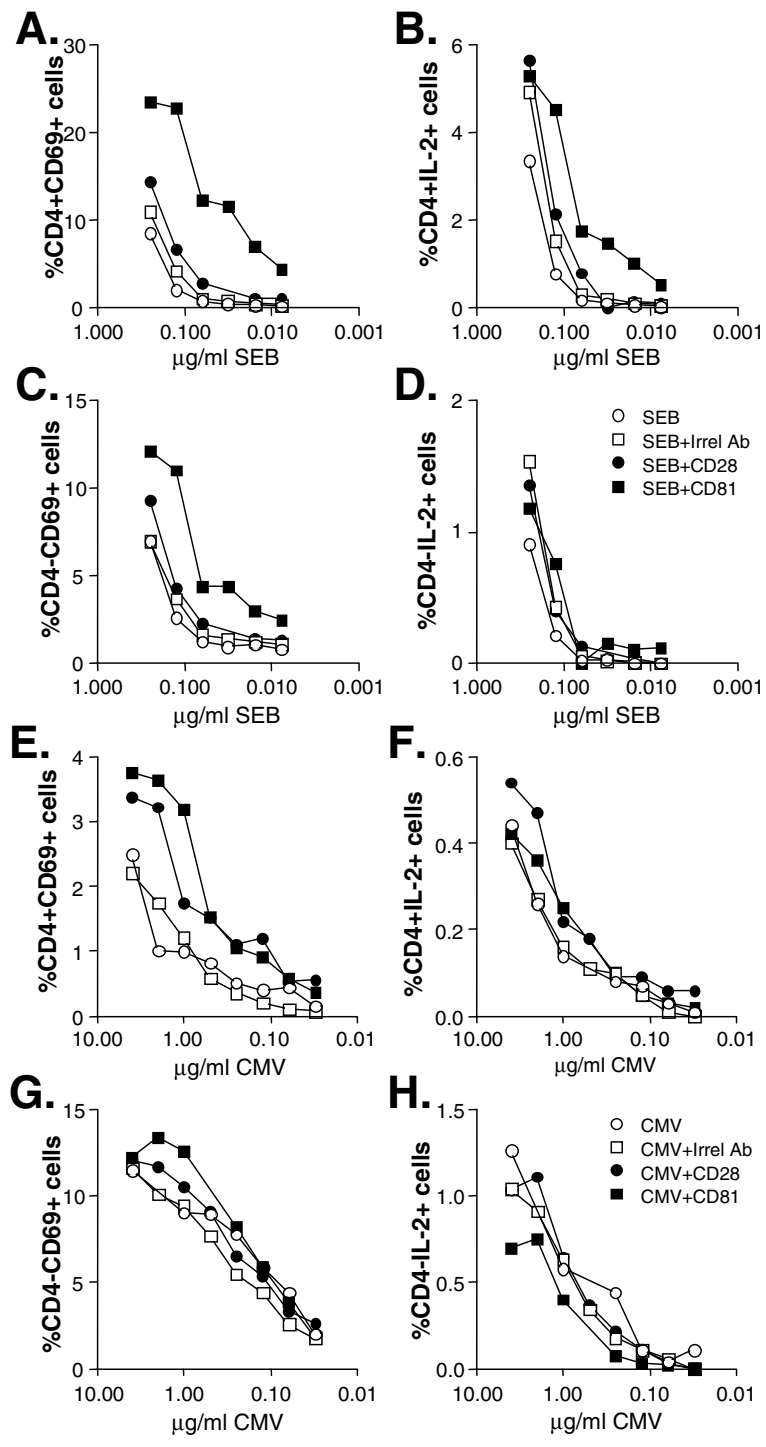 A.
B.
30
20
10
0
%CD4+CD69+ cells
1.000 0.100 0.010 0.001
μg/ml SEB
6
4
2
0
%CD4+IL-2+ cells
1.000 0.100 0.010 0.001
μg/ml SEB
C.
D.
15
10
5
0
%CD4-CD69+ cells
1.000 0.100 0.010 0.001
μg/ml SEB
2
1
0
%CD4-IL-2+ cells
SEB
SEB+Irrel Ab
SEB+CD28
SEB+CD81
1.000 0.100 0.010 0.001
μg/ml SEB
E.
F.
4
3
2
1
0
%CD4+CD69+ cells
10.00 1.00 0.10 0.01
μg/ml CMV
0.6
0.4
0.2
0.0
%CD4+IL-2+ cells
10.00 1.00 0.10 0.01
μg/ml CMV
G.
H.
15
10
5
0
%CD4-CD69+ cells
10.00 1.00 0.10 0.01
μg/ml CMV
1.5
1.0
0.5
0.0
%CD4-IL-2+ cells
CMV
CMV+Irrel Ab
CMV+CD28
CMV+CD81
10.00 1.00 0.10 0.01
μg/ml CMV